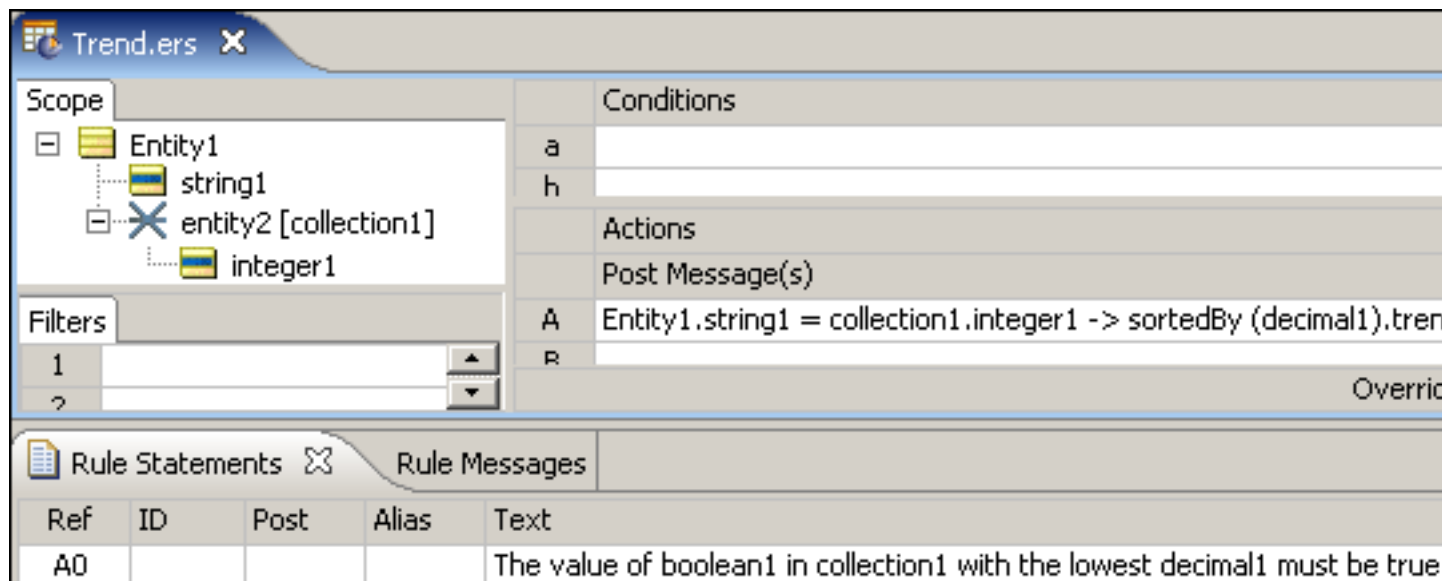 Trend.ers
Scope
Entity1
string1
entity2 [collection1]
integer1
Filters
1
2
Conditions
a
b
Actions
Post Message(s)
A
Entity1.string1 = collection1.integer1 -> sortedBy (decimal1).tren
B
Overrid
Rule Statements
Rule Messages
Ref ID Post Alias Text
A0 The value of boolean1 in collection1 with the lowest decimal1 must be true